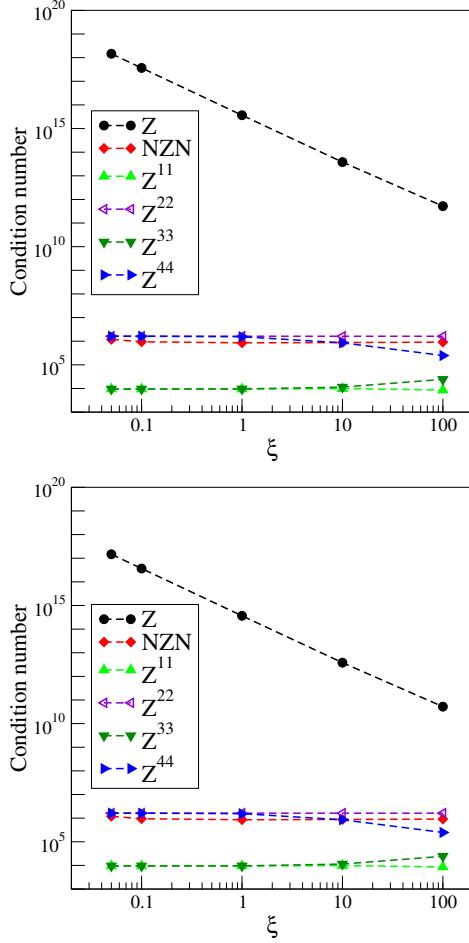 Condition number
10^20
10^15
10^10
10^5
Z
NZN
Z^11
Z^22
Z^33
Z^44
0.1 1 10 100
ξ
Condition number
10^20
10^15
10^10
10^5
Z
NZN
Z^11
Z^22
Z^33
Z^44
0.1 1 10 100
ξ